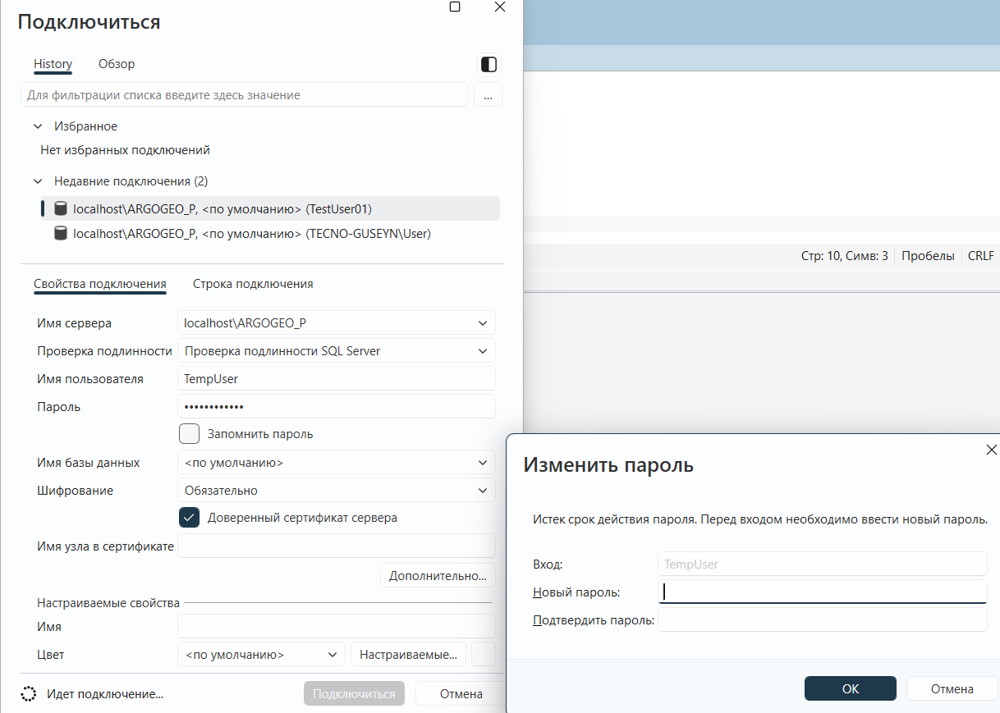 Подключиться
History Обзор
Для фильтрации списка введите здесь значение ...
Избранное
Нет избранных подключений
Недавние подключения (2)
localhost\ARGOGEO_P, <по умолчанию> (TestUser01)
localhost\ARGOGEO_P, <по умолчанию> (TECNO-GUSEYN\User)
Стр: 10, Симв: 3 Пробелы CRLF
Свойства подключения Строка подключения
Имя сервера localhost\ARGOGEO_P
Проверка подлинности Проверка подлинности SQL Server
Имя пользователя TempUser
Пароль ••••••••••••
Запомнить пароль
Имя базы данных <по умолчанию>
Шифрование Обязательно
Доверенный сертификат сервера
Имя узла в сертификате
Дополнительно...
Настраиваемые свойства
Имя
Цвет <по умолчанию> Настраиваемые...
Идет подключение... Подключиться Отмена
Изменить пароль
Истек срок действия пароля. Перед входом необходимо ввести новый пароль.
Вход: TempUser
Новый пароль:
Подтвердить пароль:
ОК Отмена